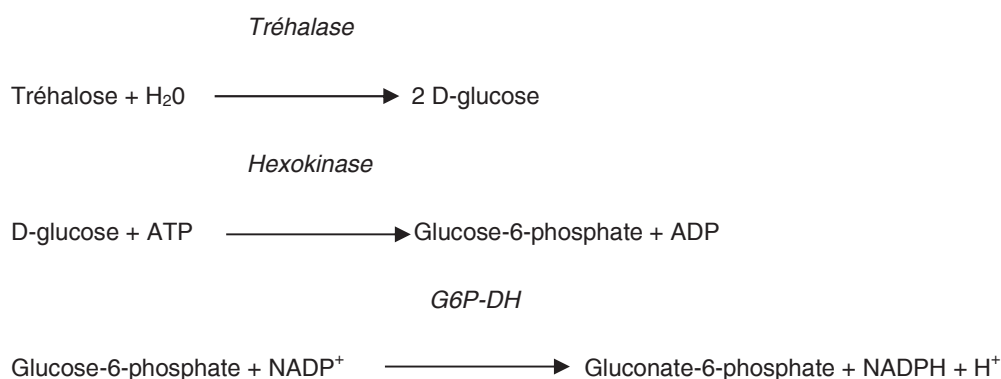 Tréhalase
Tréhalose + H₂0 → 2 D-glucose
Hexokinase
D-glucose + ATP → Glucose-6-phosphate + ADP
G6P-DH
Glucose-6-phosphate + NADP⁺ → Gluconate-6-phosphate + NADPH + H⁺